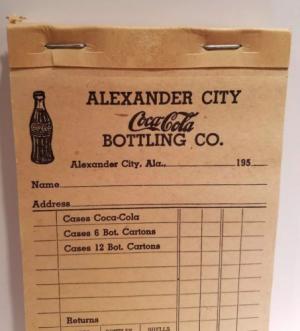 ALEXANDER CITY
Coca-Cola
BOTTLING CO.
Alexander City, Ala., 195
Name
Address
Cases Coca-Cola
Cases 6 Bot. Cartons
Cases 12 Bot. Cartons
Returns
SHELLS